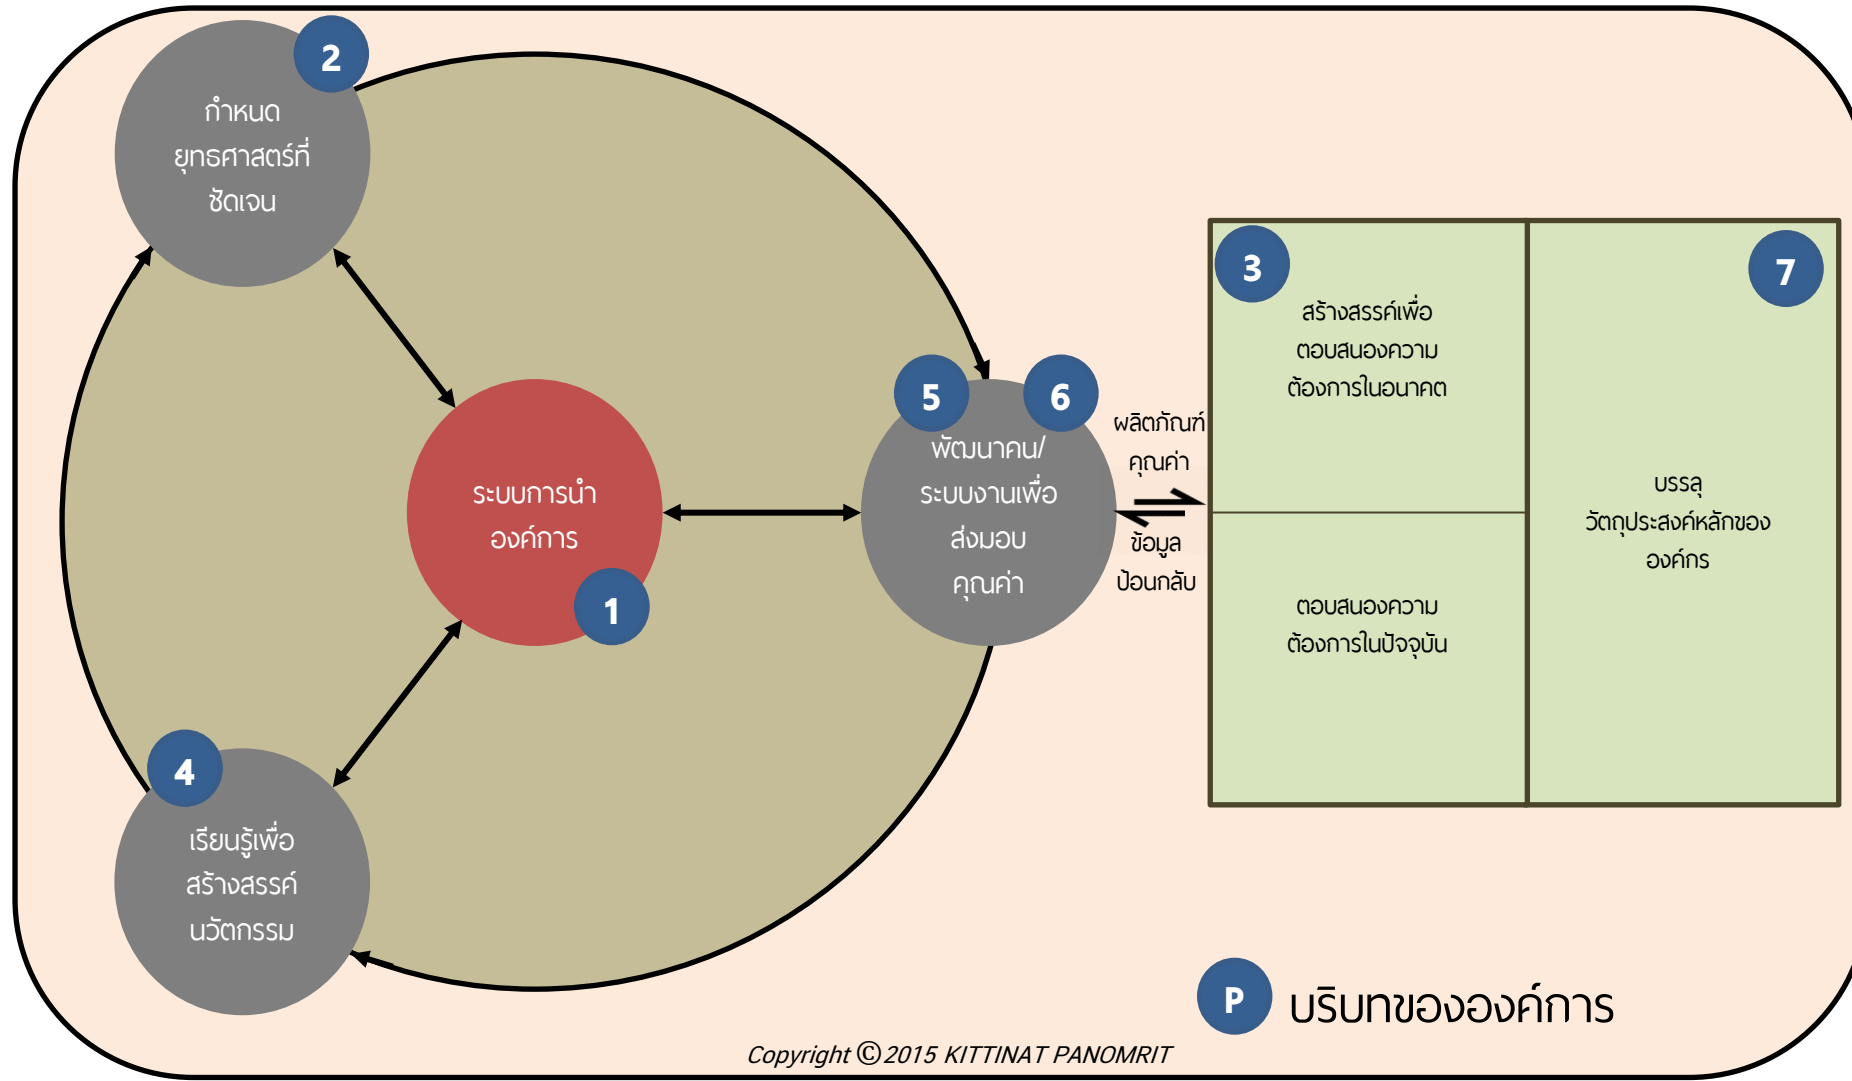 2
กำหนด
ยุทธศาสตร์ที่
ชัดเจน
ระบบการนำ
องค์การ
1
4
เรียนรู้เพื่อ
สร้างสรรค์
นวัตกรรม
5
6
พัฒนาคน/
ระบบงานเพื่อ
ส่งมอบ
คุณค่า
ผลิตภัณฑ์
คุณค่า
ข้อมูล
ป้อนกลับ
3
สร้างสรรค์เพื่อ
ตอบสนองความ
ต้องการในอนาคต
ตอบสนองความ
ต้องการในปัจจุบัน
7
บรรลุ
วัตถุประสงค์หลักของ
องค์กร
P บริบทขององค์การ
Copyright ©2015 KITTINAT PANOMRIT